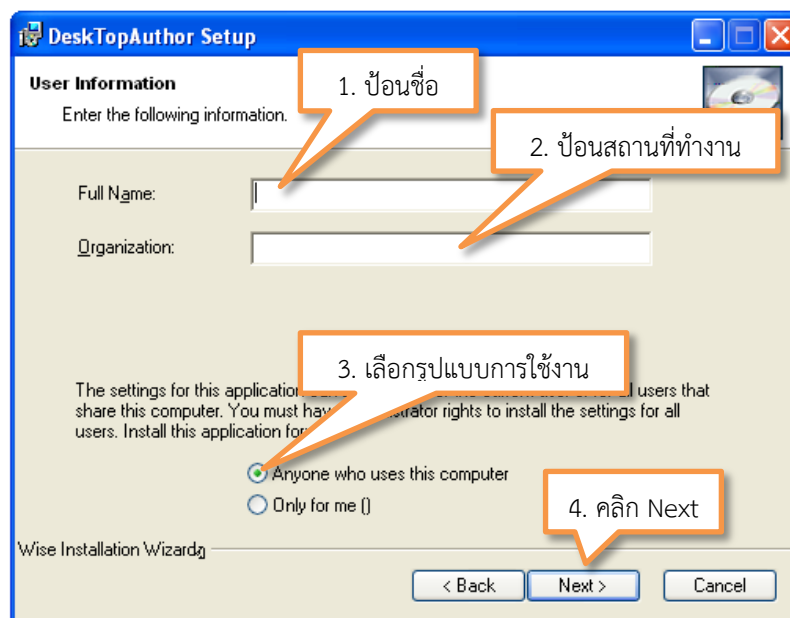 DeskTopAuthor Setup
User Information
Enter the following information.
1. ป้อนชื่อ
2. ป้อนสถานที่ทำงาน
Full Name:
Organization:
3. เลือกรูปแบบการใช้งาน
The settings for this application users that
share this computer. You must have rights to install the settings for all
users. Install this application for
Anyone who uses this computer
Only for me ()
4. คลิก Next
Wise Installation Wizard
< Back
Next >
Cancel